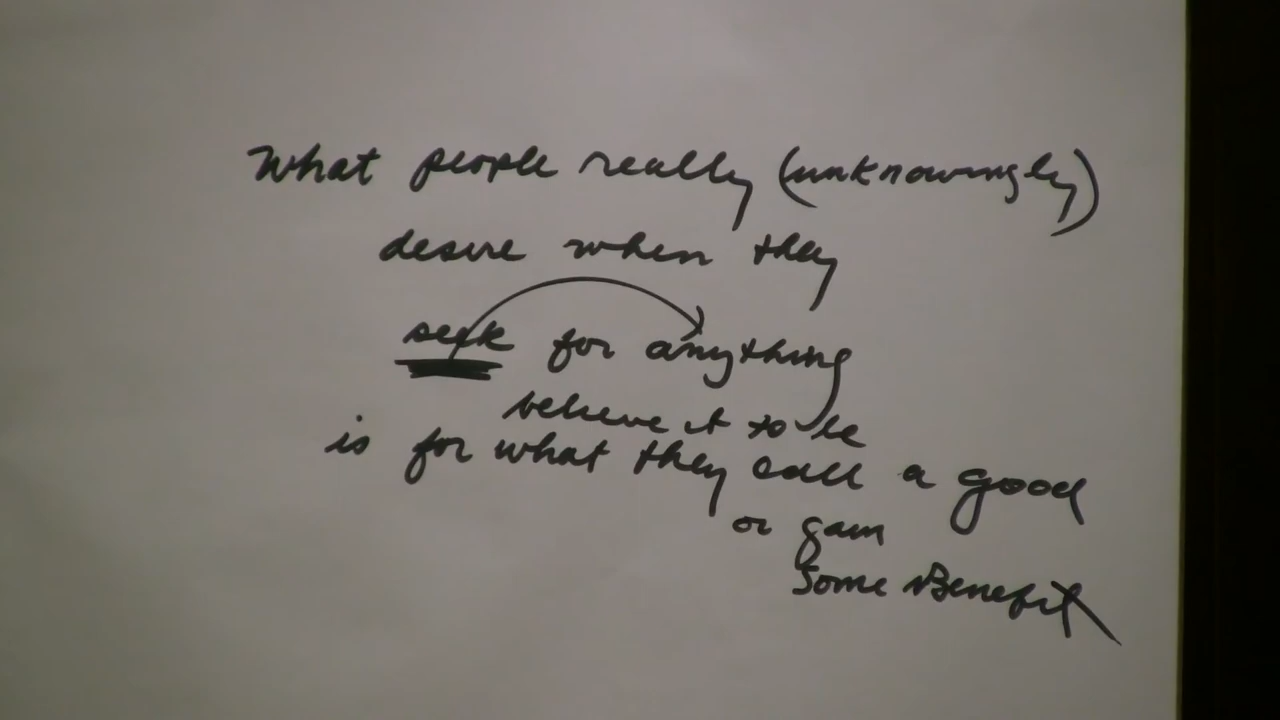 What people really (unknowingly)
desire when they
seek for anything
believe it to be
is for what they call a good
or gain
Some Benefit